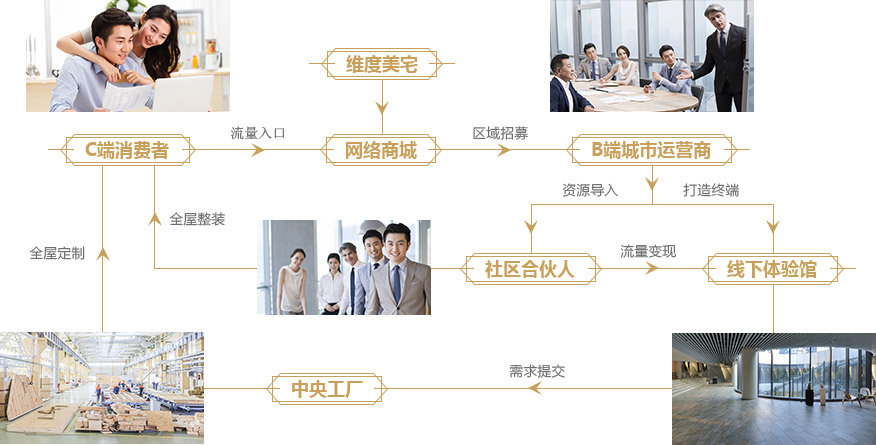 维度美宅
流量入口
区域招募
C端消费者
网络商城
B端城市运营商
资源导入
打造终端
全屋整装
全屋定制
流量变现
社区合伙人
线下体验馆
需求提交
中央工厂